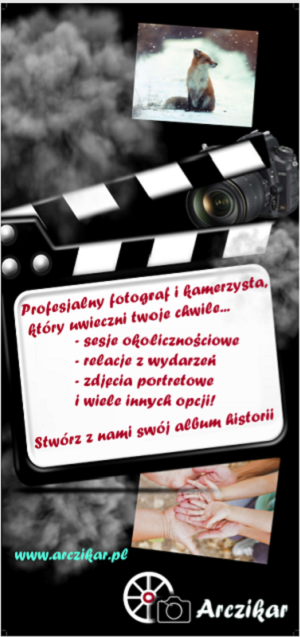 Profesjalny fotograf i kamerzysta,
który uwieczni twoje chwile...
- sesje okolicznościowe
- relacje z wydarzeń
- zdjęcia portretowe
i wiele innych opcji!
Stwórz z nami swój album historii
www.arczikar.pl
Arczikar